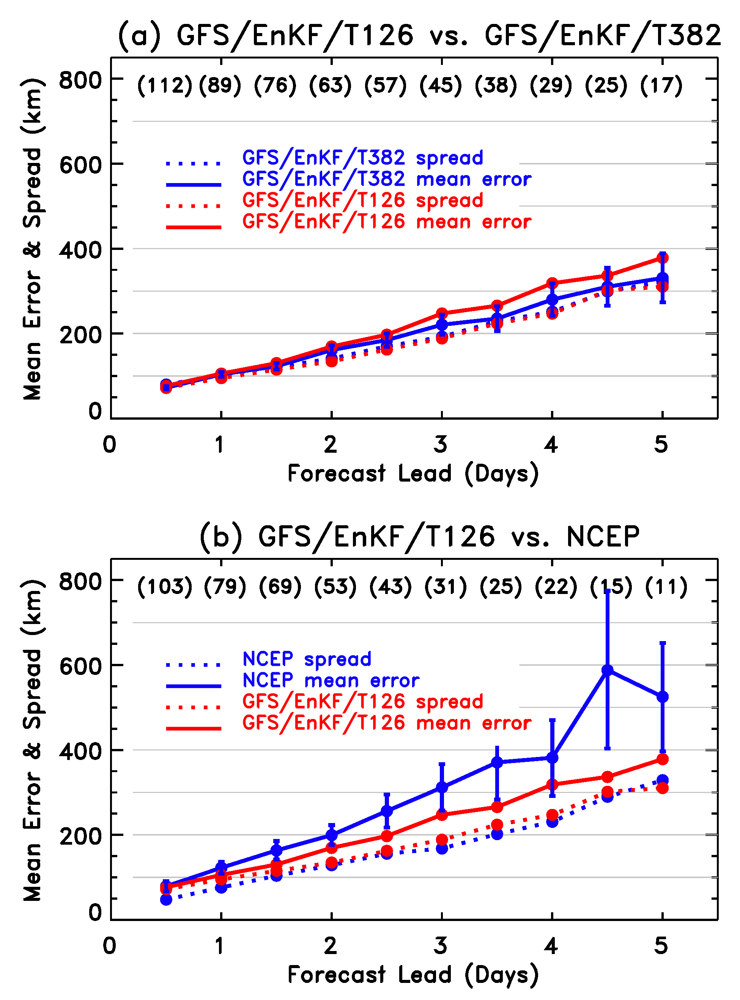 (a) GFS/EnKF/T126 vs. GFS/EnKF/T382
Mean Error & Spread (km)
800
600
400
200
0
(112) (89) (76) (63) (57) (45) (38) (29) (25) (17)
GFS/EnKF/T382 spread
GFS/EnKF/T382 mean error
GFS/EnKF/T126 spread
GFS/EnKF/T126 mean error
0 1 2 3 4 5
Forecast Lead (Days)
(b) GFS/EnKF/T126 vs. NCEP
Mean Error & Spread (km)
800
600
400
200
0
(103) (79) (69) (53) (43) (31) (25) (22) (15) (11)
NCEP spread
NCEP mean error
GFS/EnKF/T126 spread
GFS/EnKF/T126 mean error
0 1 2 3 4 5
Forecast Lead (Days)